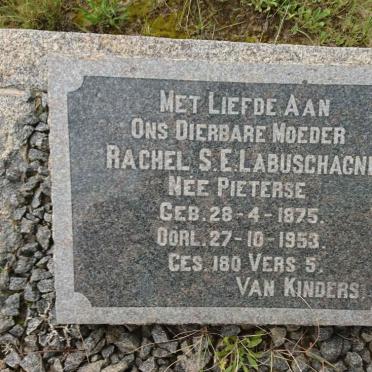 MET LIEFDE AAN
ONS DIERBARE MOEDER
RACHEL S.E. LABUSCHAGNE
NÉE PIETERSE
GEB. 28-4-1875.
OORL. 27-10-1953.
GES. 180 VERS 5.
VAN KINDERS.